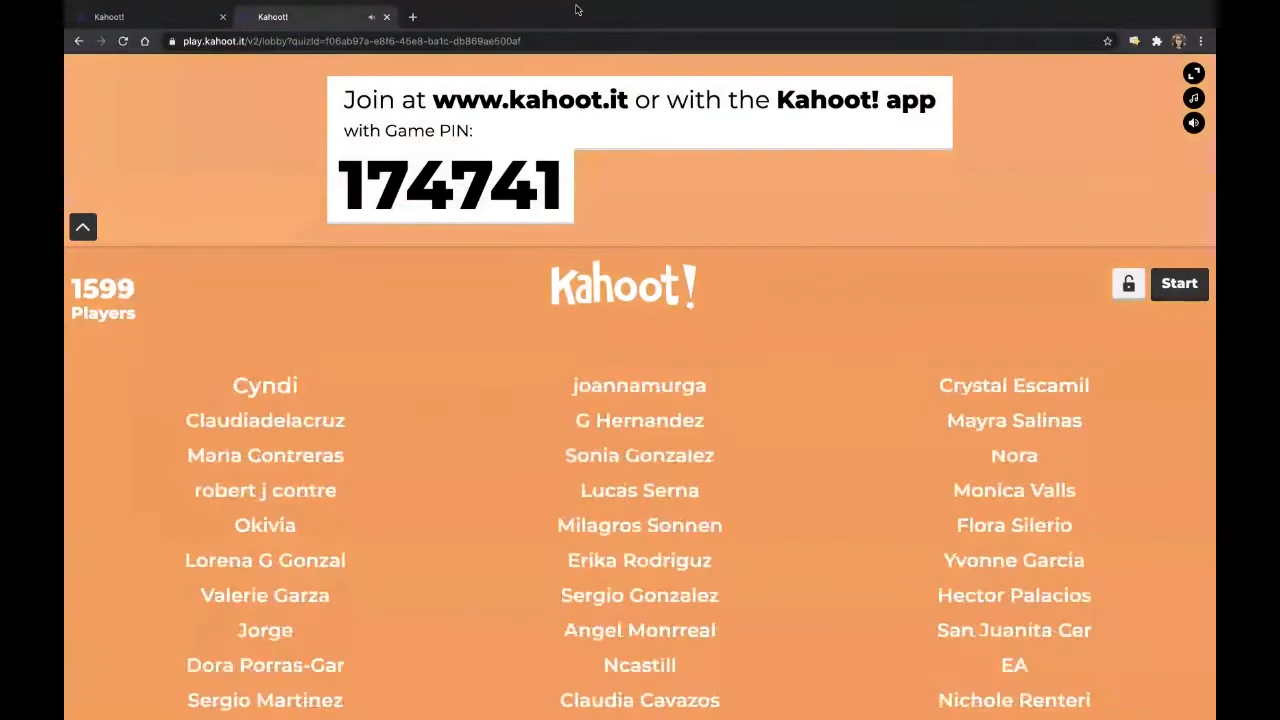 Kahoot!
Kahoot!
play.kahoot.it/v2/lobby?quizId=f06ab97a-e8f6-45e8-ba1c-db869ae500af
Join at www.kahoot.it or with the Kahoot! app
with Game PIN:
174741
1599
Players
Kahoot!
Start
Cyndi joannamurga Crystal Escamil
Claudiadelacruz G Hernandez Mayra Salinas
Maria Contreras Sonia Gonzalez Nora
robert j contre Lucas Serna Monica Valls
Okivia Milagros Sonnen Flora Silerio
Lorena G Gonzal Erika Rodriguz Yvonne Garcia
Valerie Garza Sergio Gonzalez Hector Palacios
Jorge Angel Monrreal San Juanita Cer
Dora Porras-Gar Ncastill EA
Sergio Martinez Claudia Cavazos Nichole Renteri